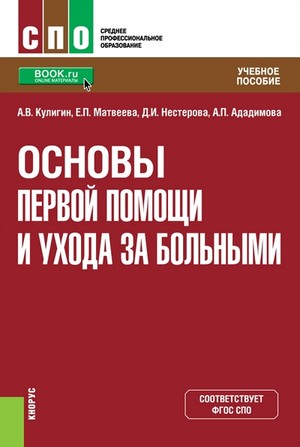 СПО
СРЕДНЕЕ
ПРОФЕССИОНАЛЬНОЕ
ОБРАЗОВАНИЕ
BOOK.ru
ONLINE МАТЕРИАЛЫ
УЧЕБНОЕ
ПОСОБИЕ
А.В. Кулигин, Е.П. Матвеева, Д.И. Нестерова, А.П. Ададимова
ОСНОВЫ
ПЕРВОЙ ПОМОЩИ
И УХОДА ЗА БОЛЬНЫМИ
СООТВЕТСТВУЕТ
ФГОС СПО
КНОРУС